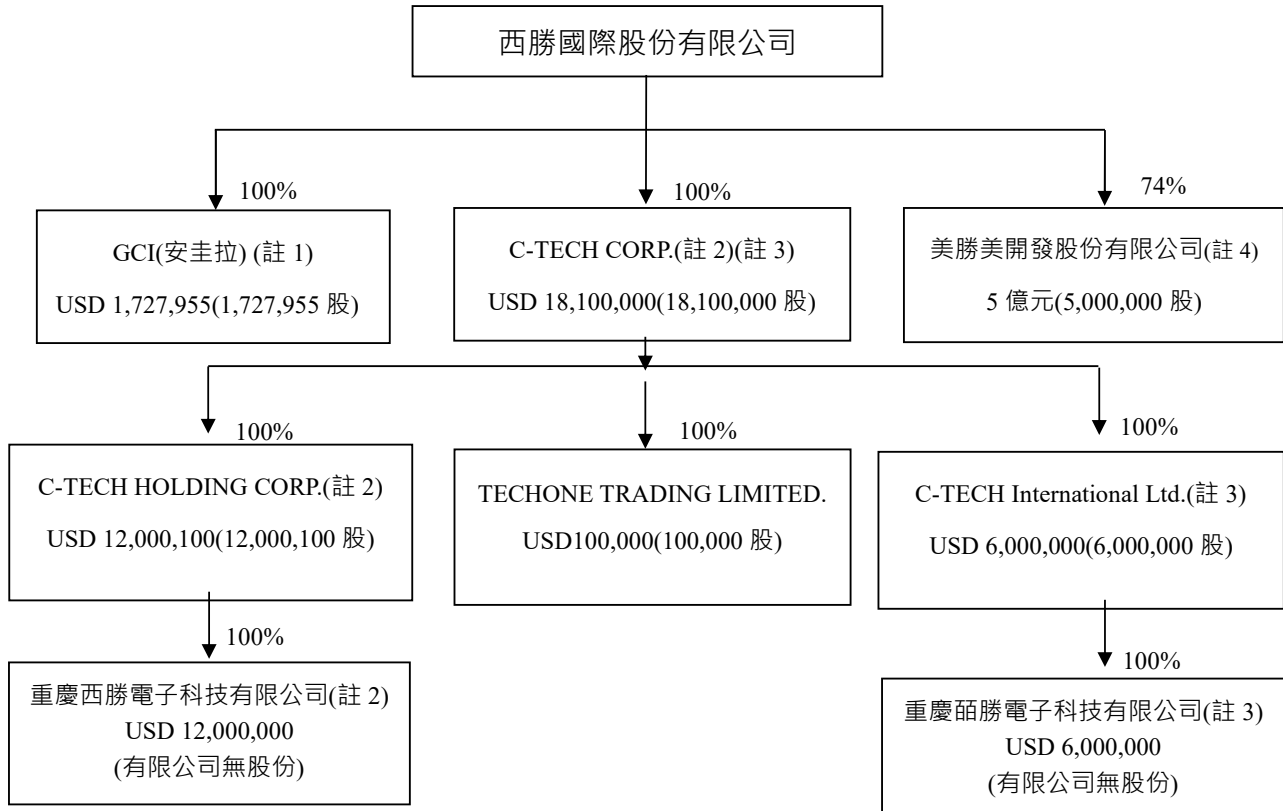 西勝國際股份有限公司
100%
100%
74%
GCI(安圭拉) (註 1)
USD 1,727,955(1,727,955 股)
C-TECH CORP.(註 2)(註 3)
USD 18,100,000(18,100,000 股)
美勝美開發股份有限公司(註 4)
5 億元(5,000,000 股)
100%
100%
100%
C-TECH HOLDING CORP.(註 2)
USD 12,000,100(12,000,100 股)
TECHONE TRADING LIMITED.
USD100,000(100,000 股)
C-TECH International Ltd.(註 3)
USD 6,000,000(6,000,000 股)
100%
100%
重慶西勝電子科技有限公司(註 2)
USD 12,000,000
(有限公司無股份)
重慶皕勝電子科技有限公司(註 3)
USD 6,000,000
(有限公司無股份)